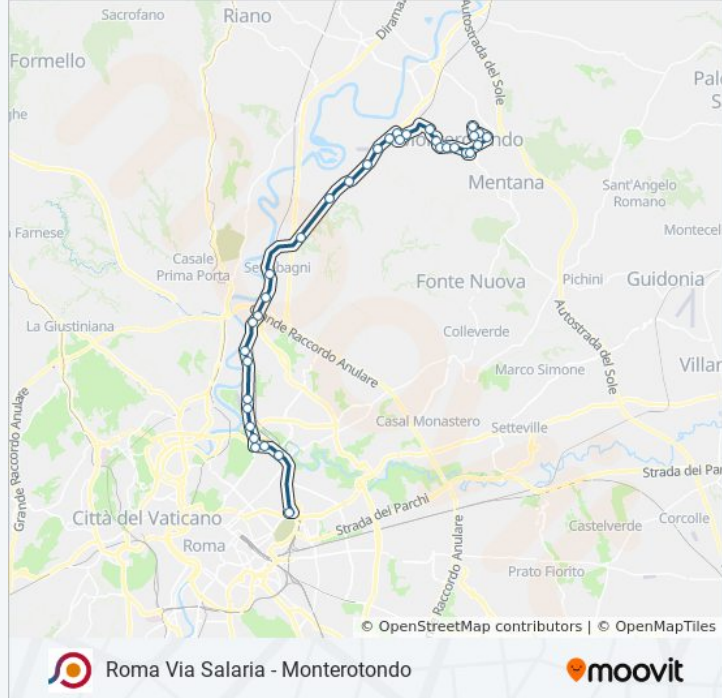 Sacrofano
Riano
Dirama
Autostrada del Sole
Formello
Monterotondo
Mentana
Sant'Angelo
Romano
Farnese
Casale
Prima Porta
Settebagni
Fonte Nuova
Pichini
Guidonia
La Giustiniana
Grande Raccordo Anulare
Colleverde
Autostrada del Sole
Marco Simone
Villar
Grande Raccordo Anulare
Casal Monastero
Setteville
Strada dei Par
Strada dei Parchi
Città del Vaticano
Roma
Raccordo Anulare
Castelverde
Corcolle
Prato Fiorito
© OpenStreetMap contributors | © OpenMapTiles
Roma Via Salaria - Monterotondo
moovit